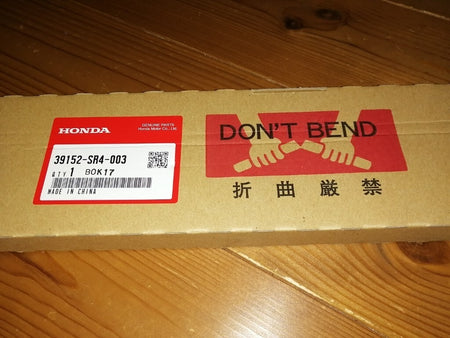 HONDA
GENUINE PARTS
Honda Motor Co., Ltd.
39152-SR4-003
QTY 1 BOK17
MADE IN CHINA
DON'T BEND
折曲厳禁